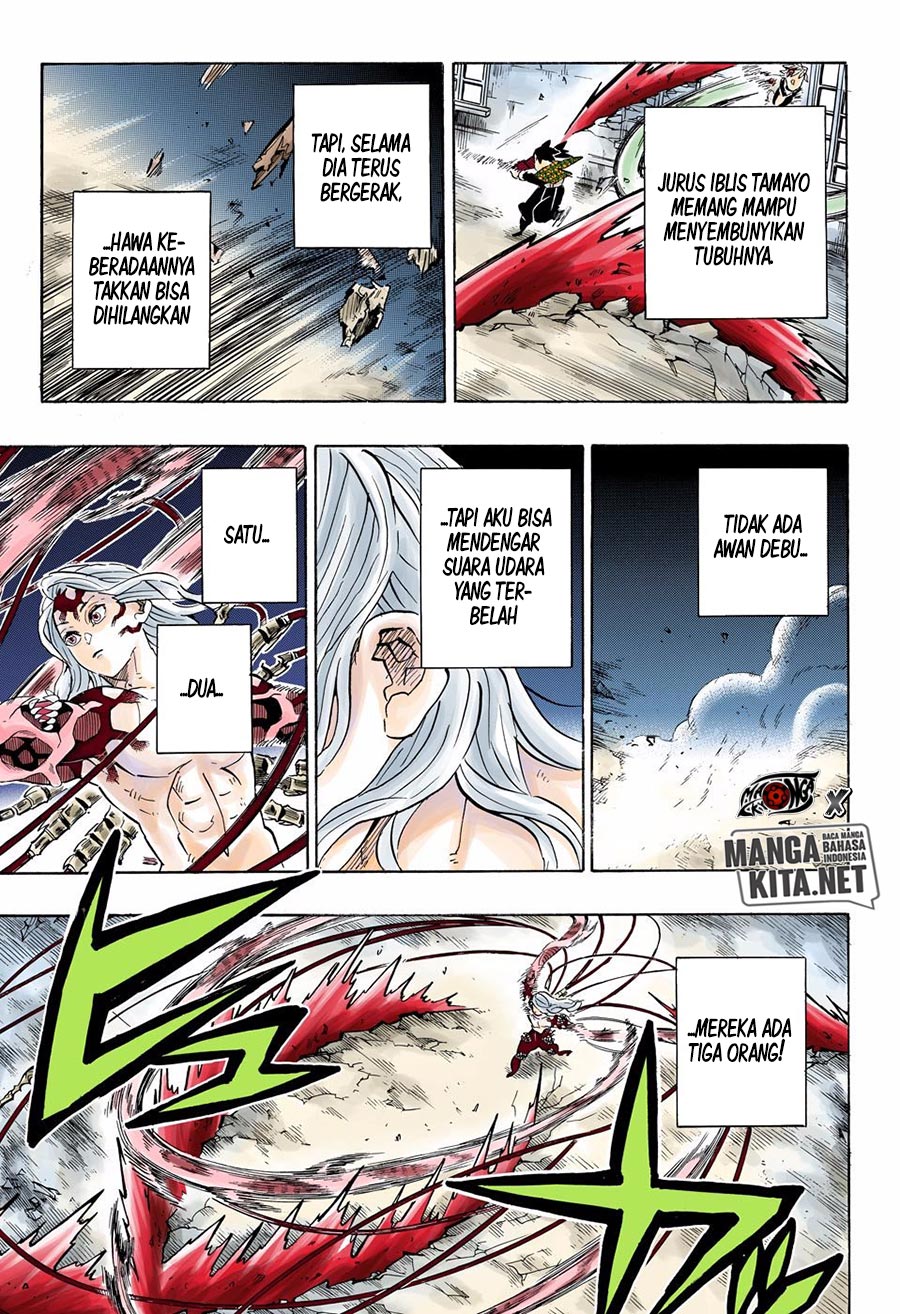 JURUS IBLIS TAMAYO
MEMANG MAMPU
MENYEMBUNYIKAN
TUBUHNYA.
TAPI, SELAMA
DIA TERUS
BERGERAK,
...HAWA KE-
BERADAANNYA
TAKKAN BISA
DIHILANGKAN
TIDAK ADA
AWAN DEBU...
...TAPI AKU BISA
MENDENGAR
SUARA UDARA
YANG TER-
BELAH
SATU...
...DUA...
MANGA
KITA.NET
BACA MANGA
BAHASA
INDONESIA
X
...MEREKA ADA
TIGA ORANG!
ヒュ